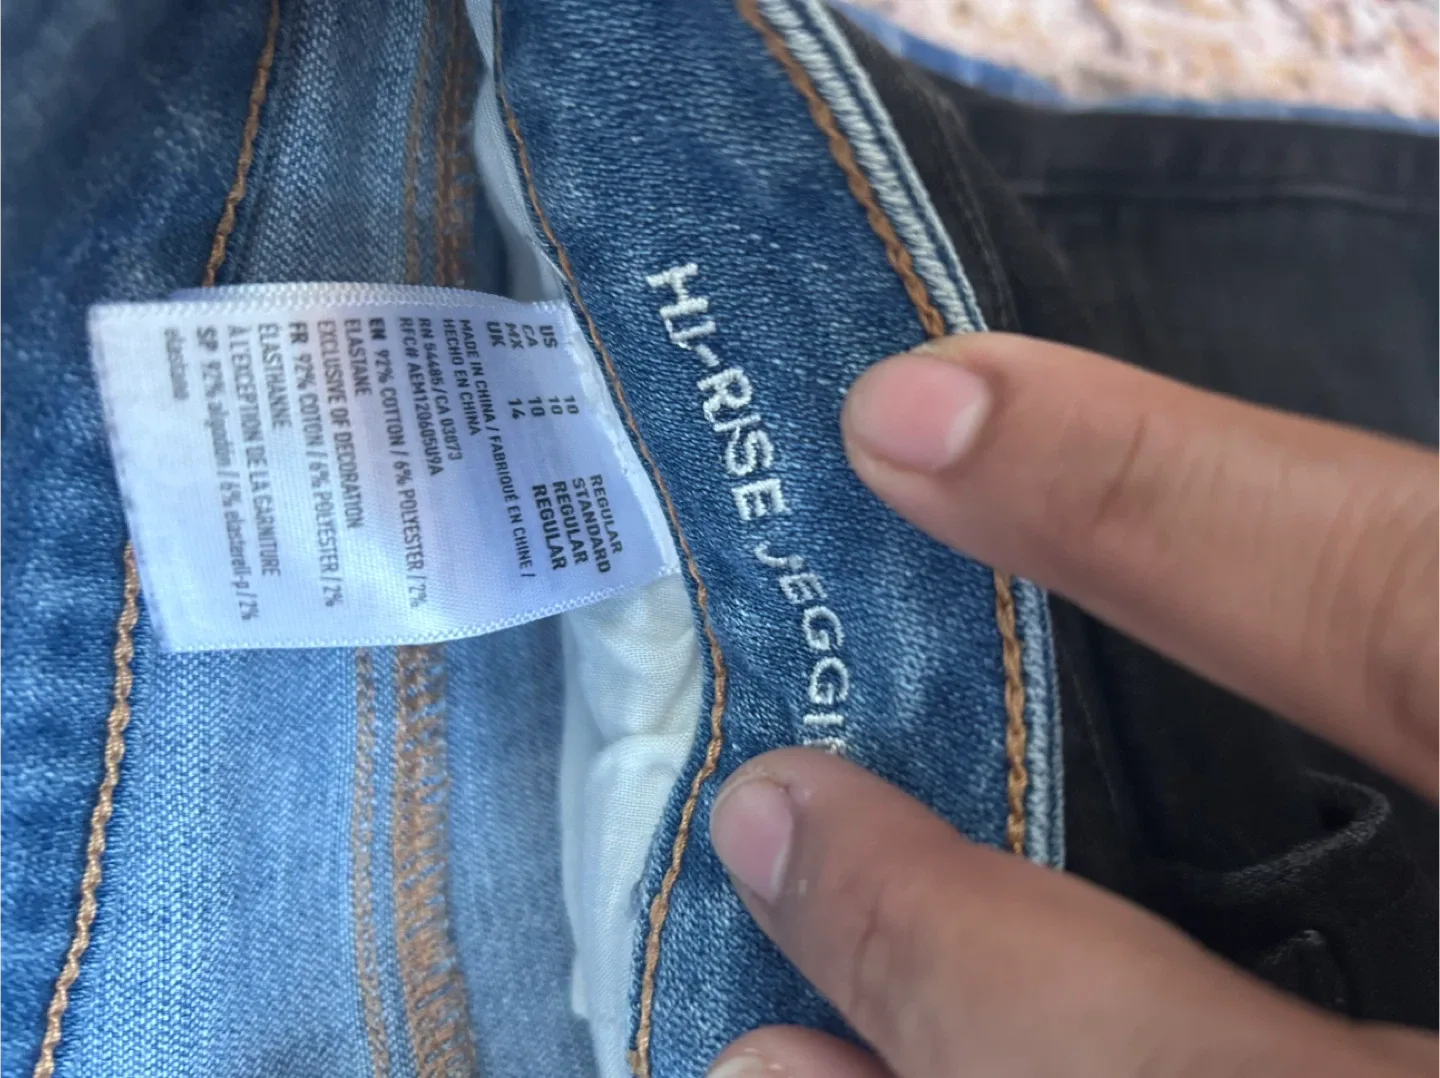 US 10 REGULAR
CA 10 STANDARD
MX 10 REGULAR
UK 14 REGULAR
MADE IN CHINA / FABRIQUÉ EN CHINE /
HECHO EN CHINA
RN 54485/CA 03873
RFC# AEM120605U9A
EN 92% COTTON / 6% POLYESTER / 2%
ELASTANE
EXCLUSIVE OF DECORATION
FR 92% COTON / 6% POLYESTER / 2%
ÉLASTHANNE
À L'EXCEPTION DE LA GARNITURE
SP 92% algodón / 6% elasterell-p / 2%
elastane
HI-RISE JEGGI